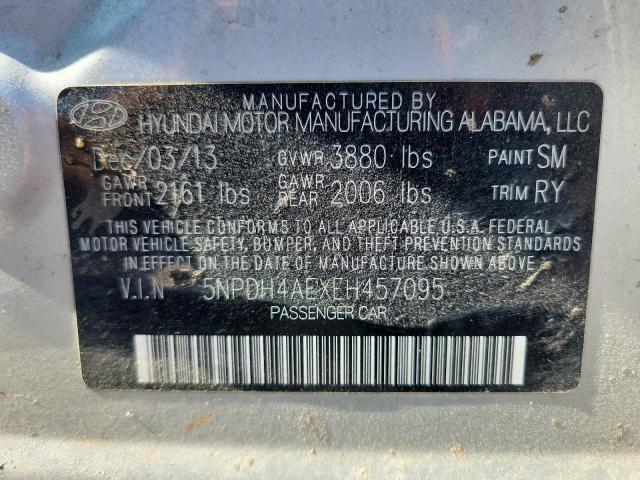 MANUFACTURED BY
HYUNDAI MOTOR MANUFACTURING ALABAMA, LLC
Dec/03/13 GVWR 3880 lbs PAINT SM
GAWR FRONT 2161 lbs GAWR REAR 2006 lbs TRIM RY
THIS VEHICLE CONFORMS TO ALL APPLICABLE U.S.A. FEDERAL
MOTOR VEHICLE SAFETY, BUMPER, AND THEFT PREVENTION STANDARDS
IN EFFECT ON THE DATE OF MANUFACTURE SHOWN ABOVE.
V.I.N 5NPDH4AEXEH457095
PASSENGER CAR